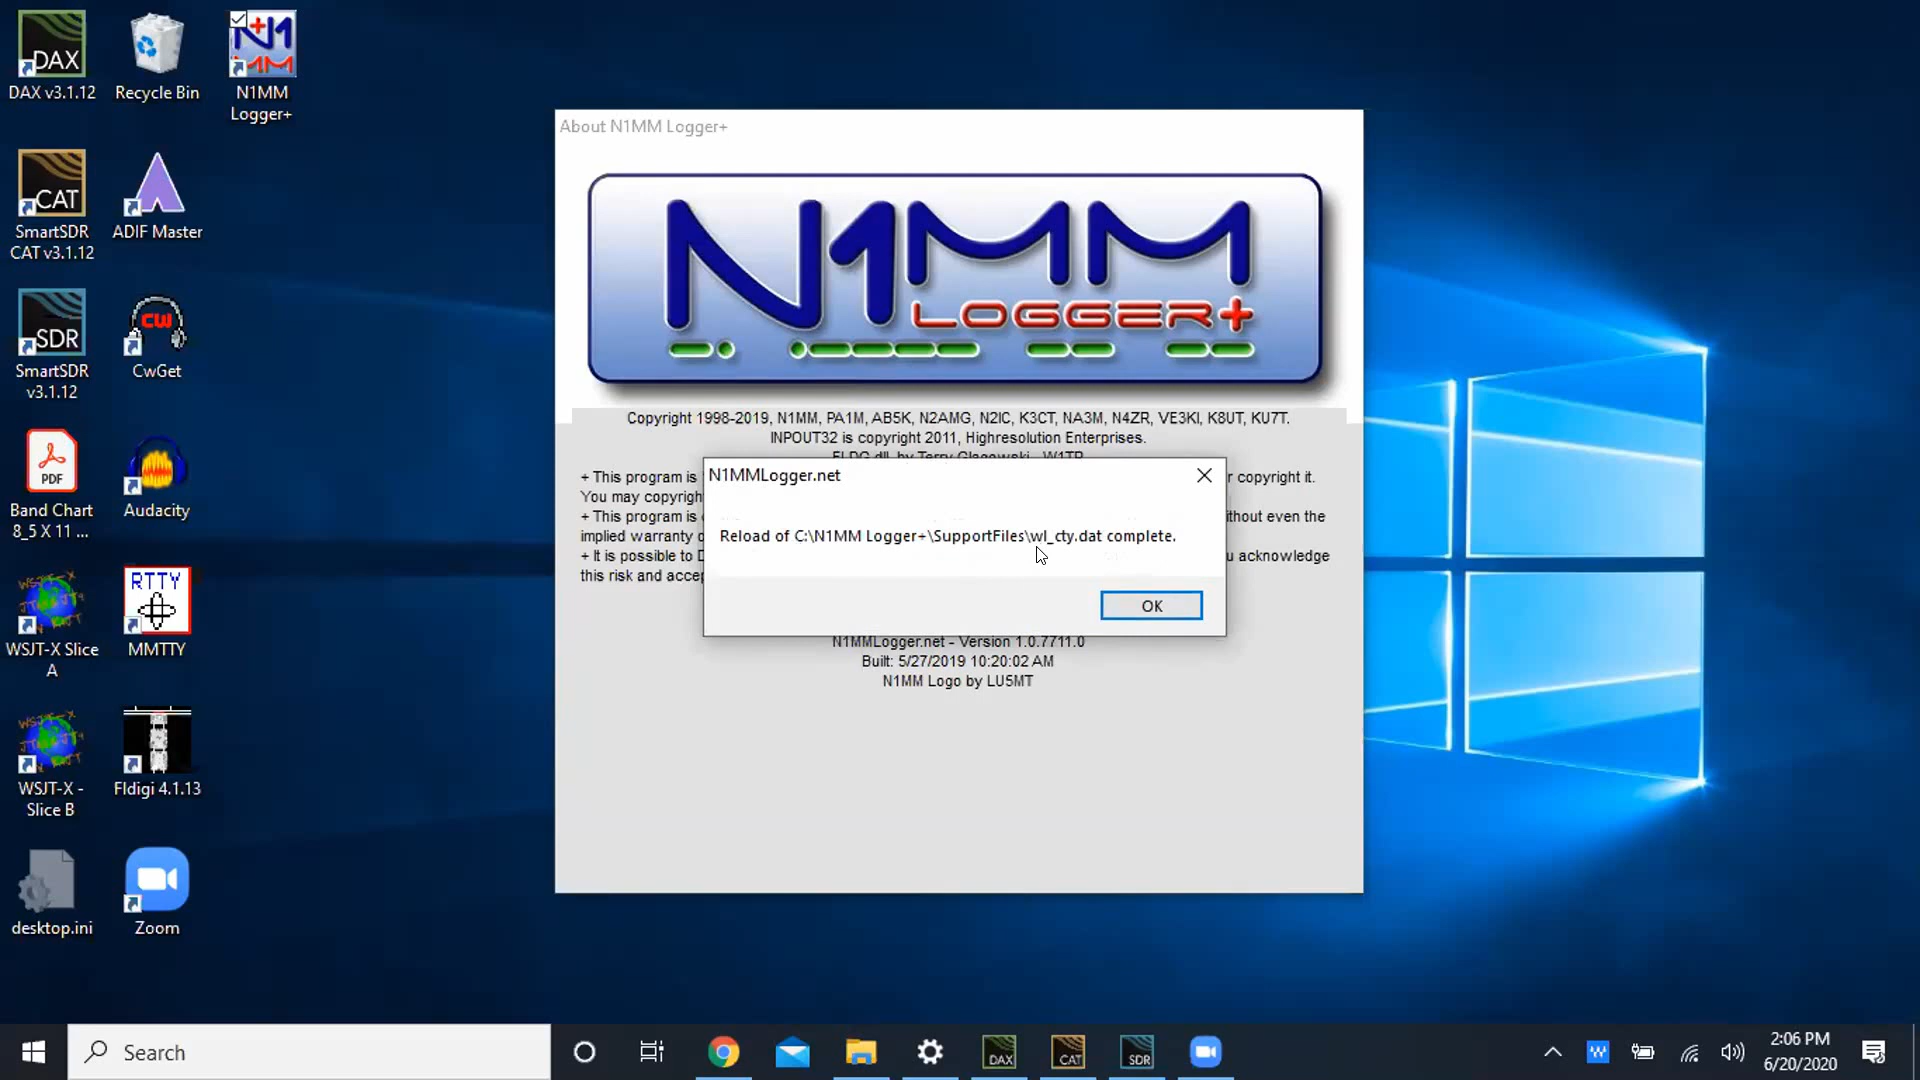 DAX
DAX v3.1.12
Recycle Bin
N1
MM
N1MM
Logger+
CAT
SmartSDR
CAT v3.1.12
ADIF Master
SDR
SmartSDR
v3.1.12
CW
CwGet
PDF
Band Chart
8_5 X 11 ...
Audacity
WSJT-X
WSJT-X Slice
A
RTTY
MMTTY
WSJT-X
WSJT-X -
Slice B
Fldigi 4.1.13
desktop.ini
Zoom
About N1MM Logger+
N1MM
LOGGER+
Copyright 1998-2019, N1MM, PA1M, AB5K, N2AMG, N2IC, K3CT, NA3M, N4ZR, VE3KI, K8UT, KU7T.
INPOUT32 is copyright 2011, Highresolution Enterprises.
+ This program is
r copyright it.
You may copyrigh
+ This program is
ithout even the
implied warranty
+ It is possible to D
u acknowledge
this risk and accep
N1MMLogger.net
Reload of C:\N1MM Logger+\SupportFiles\wl_cty.dat complete.
OK
N1MMLogger.net - Version 1.0.7711.0
Built: 5/27/2019 10:20:02 AM
N1MM Logo by LU5MT
Search
DAX
CAT
SDR
W
2:06 PM
6/20/2020